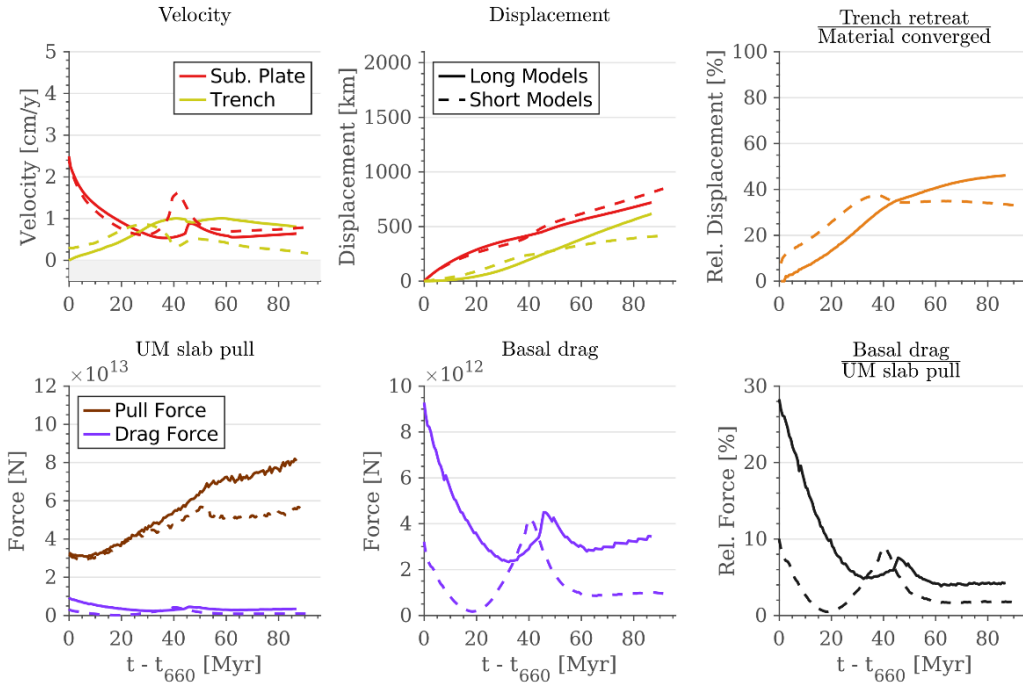 Velocity
5
4
3
2
1
0
Velocity [cm/y]
Sub. Plate
Trench
0 20 40 60 80
Displacement
2000
1500
1000
500
0
Displacement [km]
Long Models
Short Models
0 20 40 60 80
Trench retreat
Material converged
100
80
60
40
20
0
Rel. Displacement [%]
0 20 40 60 80
UM slab pull
×10^13
12
10
8
6
4
2
0
Force [N]
Pull Force
Drag Force
0 20 40 60 80
t - t_660 [Myr]
Basal drag
×10^12
10
8
6
4
2
0
Force [N]
0 20 40 60 80
t - t_660 [Myr]
Basal drag
UM slab pull
30
20
10
0
Rel. Force [%]
0 20 40 60 80
t - t_660 [Myr]